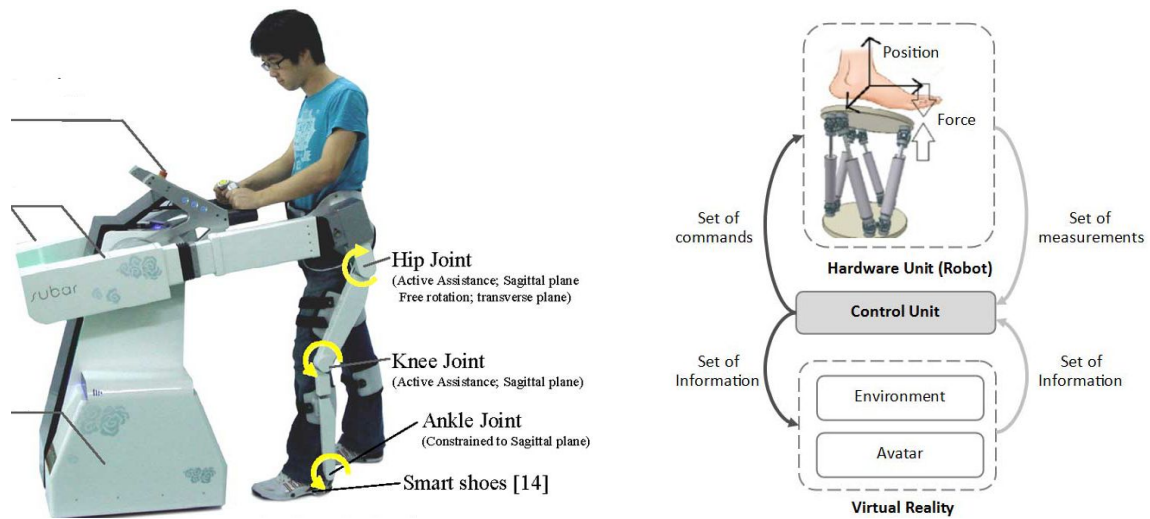 subar
Hip Joint
(Active Assistance; Sagittal plane
Free rotation; transverse plane)
Knee Joint
(Active Assistance; Sagittal plane)
Ankle Joint
(Constrained to Sagittal plane)
Smart shoes [14]
Position
Force
Set of
commands
Set of
measurements
Hardware Unit (Robot)
Control Unit
Set of
Information
Set of
Information
Environment
Avatar
Virtual Reality